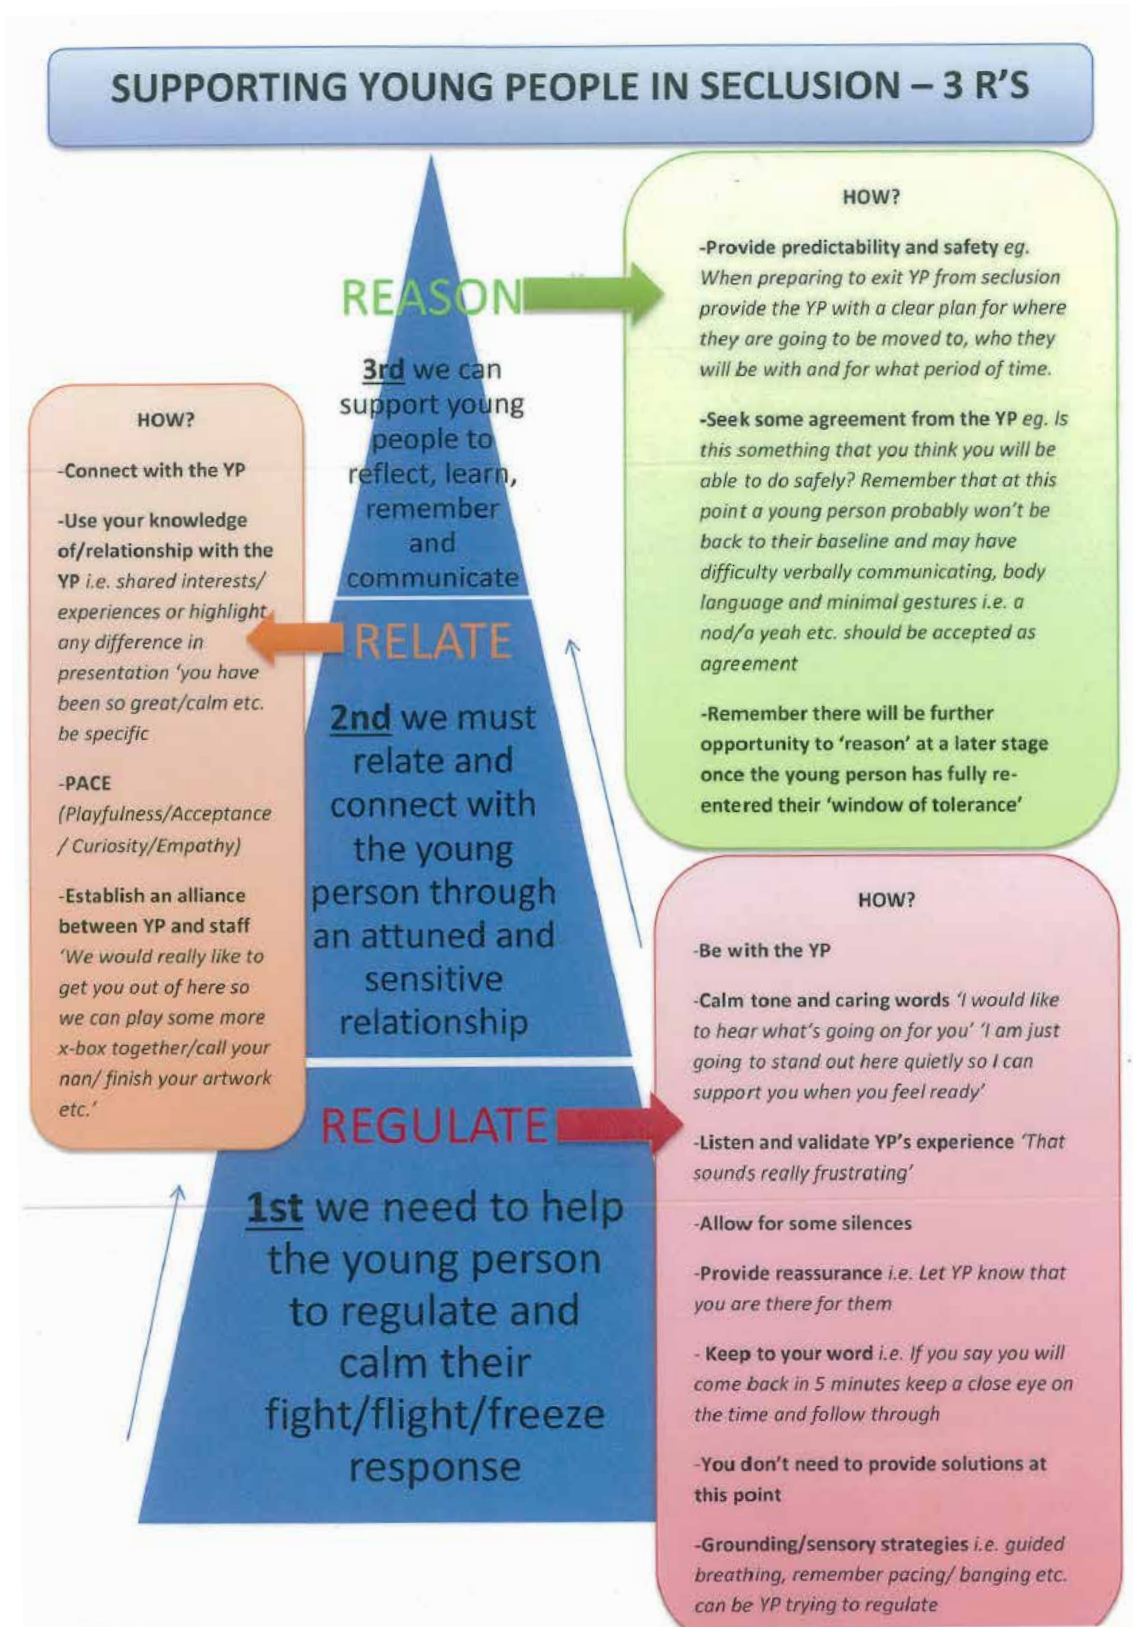 SUPPORTING YOUNG PEOPLE IN SECLUSION – 3 R'S
REASON
3rd we can
support young
people to
reflect, learn,
remember
and
communicate
HOW?
-Provide predictability and safety eg.
When preparing to exit YP from seclusion
provide the YP with a clear plan for where
they are going to be moved to, who they
will be with and for what period of time.
-Seek some agreement from the YP eg. Is
this something that you think you will be
able to do safely? Remember that at this
point a young person probably won't be
back to their baseline and may have
difficulty verbally communicating, body
language and minimal gestures i.e. a
nod/a yeah etc. should be accepted as
agreement
-Remember there will be further
opportunity to 'reason' at a later stage
once the young person has fully re-
entered their 'window of tolerance'
RELATE
2nd we must
relate and
connect with
the young
person through
an attuned and
sensitive
relationship
HOW?
-Connect with the YP
-Use your knowledge
of/relationship with the
YP i.e. shared interests/
experiences or highlight
any difference in
presentation 'you have
been so great/calm etc.
be specific
-PACE
(Playfulness/Acceptance
/ Curiosity/Empathy)
-Establish an alliance
between YP and staff
'We would really like to
get you out of here so
we can play some more
x-box together/call your
nan/ finish your artwork
etc.'
REGULATE
1st we need to help
the young person
to regulate and
calm their
fight/flight/freeze
response
HOW?
-Be with the YP
-Calm tone and caring words 'I would like
to hear what's going on for you' 'I am just
going to stand out here quietly so I can
support you when you feel ready'
-Listen and validate YP's experience 'That
sounds really frustrating'
-Allow for some silences
-Provide reassurance i.e. Let YP know that
you are there for them
- Keep to your word i.e. If you say you will
come back in 5 minutes keep a close eye on
the time and follow through
-You don't need to provide solutions at
this point
-Grounding/sensory strategies i.e. guided
breathing, remember pacing/ banging etc.
can be YP trying to regulate